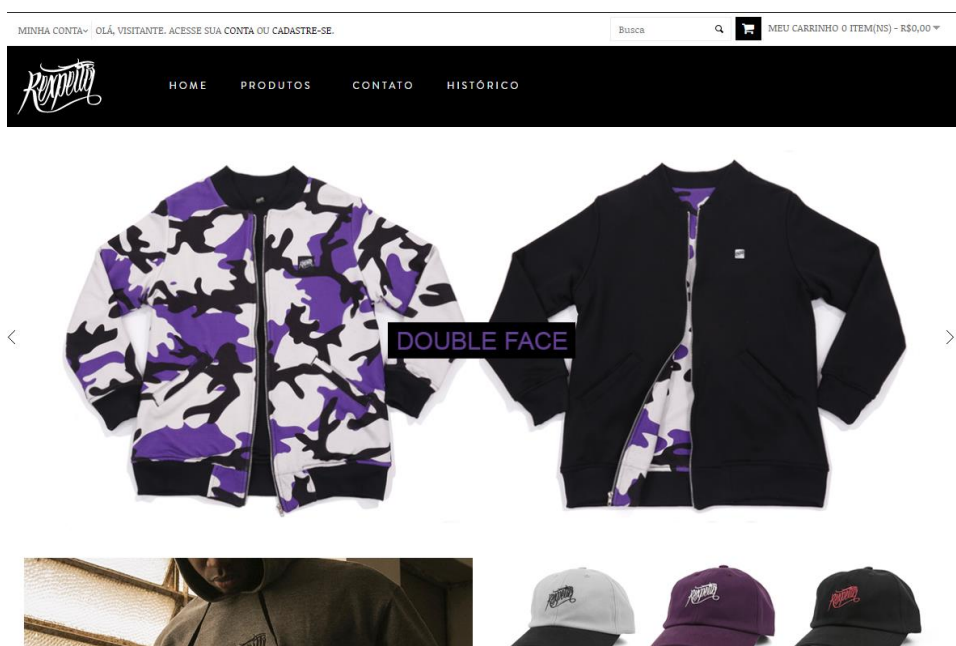 MINHA CONTA OLÁ, VISITANTE. ACESSE SUA CONTA OU CADASTRE-SE.
Busca
MEU CARRINHO 0 ITEM(NS) - R$0,00
Rexpeita
HOME PRODUTOS CONTATO HISTÓRICO
DOUBLE FACE